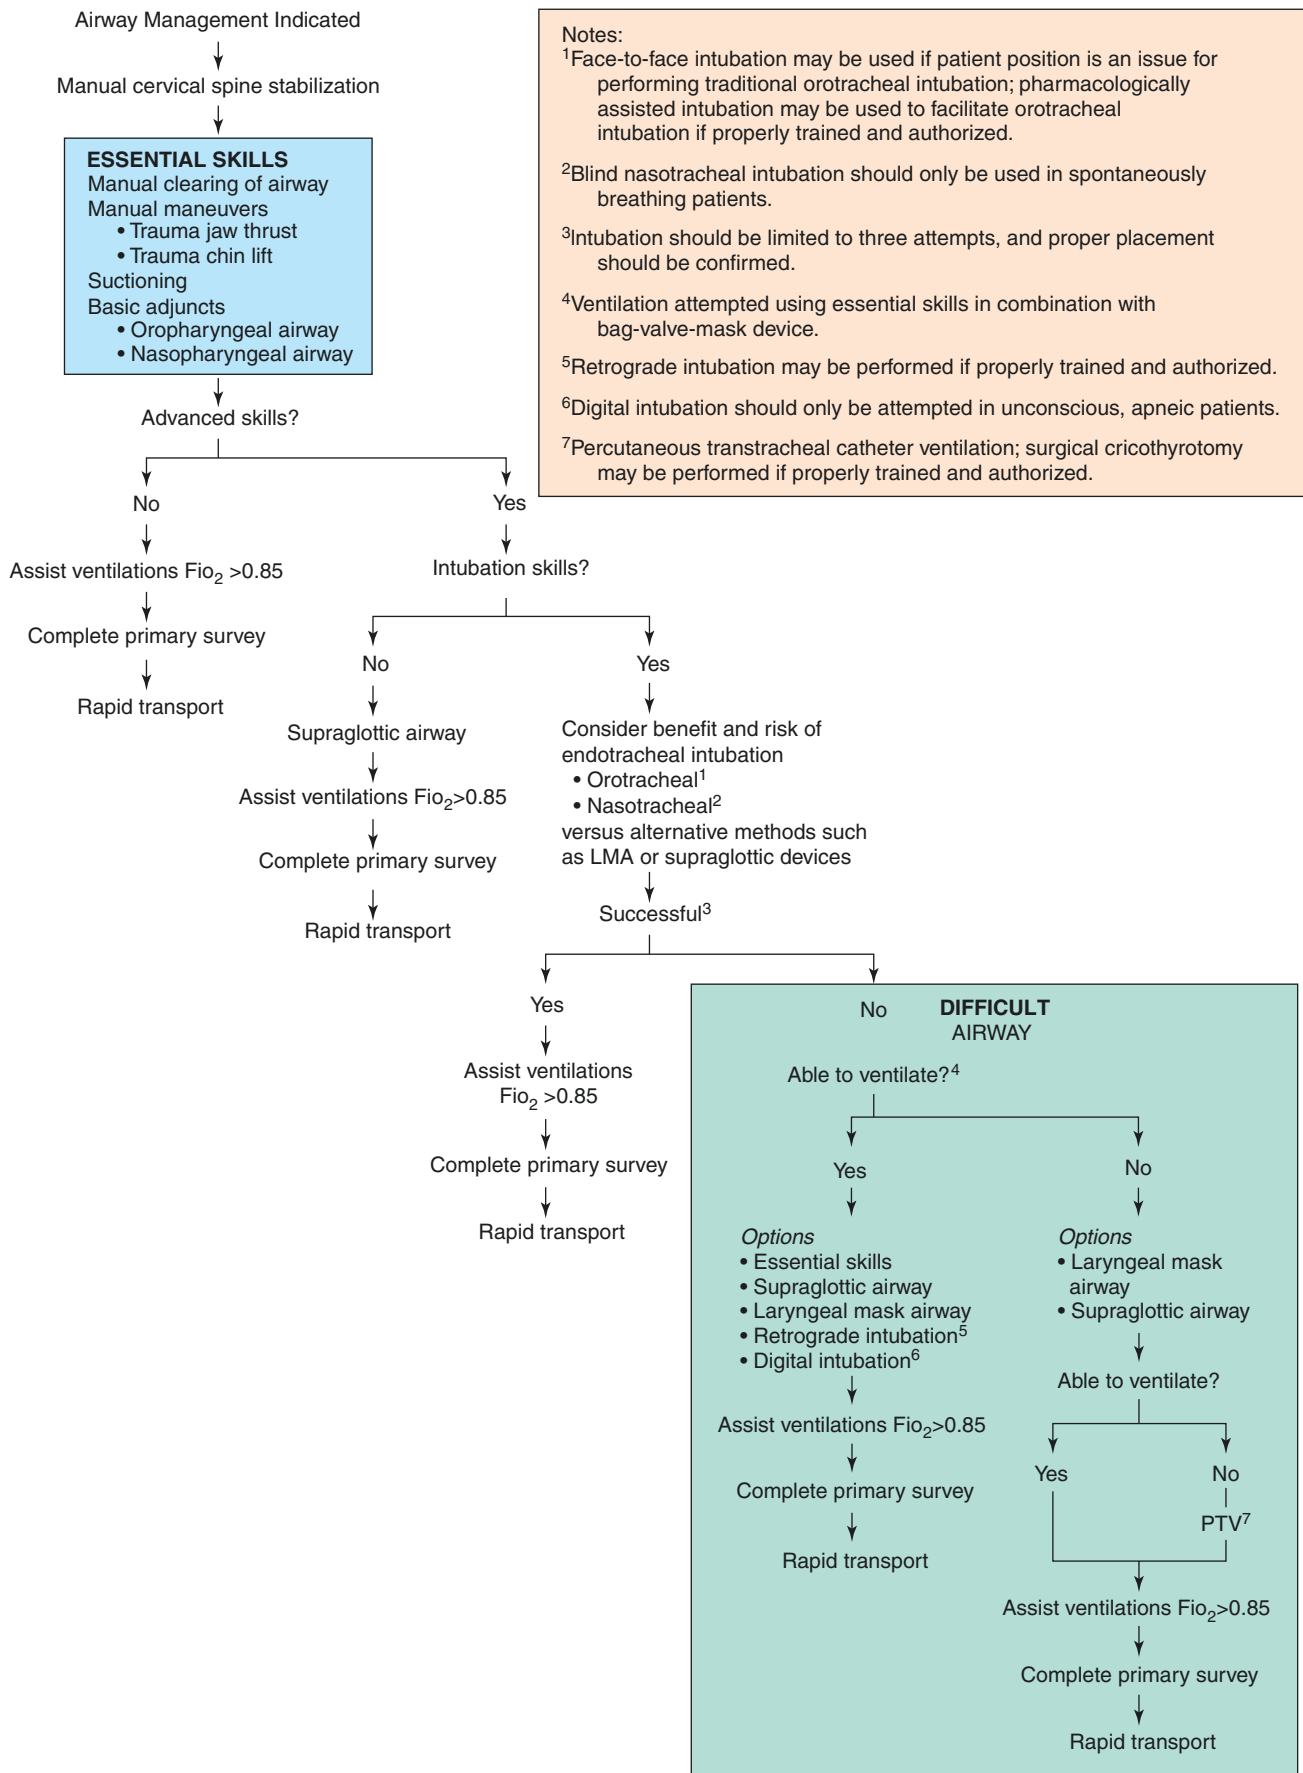 Airway Management Indicated
Manual cervical spine stabilization
ESSENTIAL SKILLS
Manual clearing of airway
Manual maneuvers
• Trauma jaw thrust
• Trauma chin lift
Suctioning
Basic adjuncts
• Oropharyngeal airway
• Nasopharyngeal airway
Notes:
¹Face-to-face intubation may be used if patient position is an issue for
performing traditional orotracheal intubation; pharmacologically
assisted intubation may be used to facilitate orotracheal
intubation if properly trained and authorized.
²Blind nasotracheal intubation should only be used in spontaneously
breathing patients.
³Intubation should be limited to three attempts, and proper placement
should be confirmed.
⁴Ventilation attempted using essential skills in combination with
bag-valve-mask device.
⁵Retrograde intubation may be performed if properly trained and authorized.
⁶Digital intubation should only be attempted in unconscious, apneic patients.
⁷Percutaneous transtracheal catheter ventilation; surgical cricothyrotomy
may be performed if properly trained and authorized.
Advanced skills?
No
Assist ventilations Fio₂ >0.85
Complete primary survey
Rapid transport
Yes
Intubation skills?
No
Supraglottic airway
Assist ventilations Fio₂>0.85
Complete primary survey
Rapid transport
Yes
Consider benefit and risk of
endotracheal intubation
• Orotracheal¹
• Nasotracheal²
versus alternative methods such
as LMA or supraglottic devices
Successful³
Yes
Assist ventilations
Fio₂ >0.85
Complete primary survey
Rapid transport
No
DIFFICULT
AIRWAY
Able to ventilate?⁴
Yes
Options
• Essential skills
• Supraglottic airway
• Laryngeal mask airway
• Retrograde intubation⁵
• Digital intubation⁶
Assist ventilations Fio₂>0.85
Complete primary survey
Rapid transport
No
Options
• Laryngeal mask
airway
• Supraglottic airway
Able to ventilate?
Yes
No
PTV⁷
Assist ventilations Fio₂>0.85
Complete primary survey
Rapid transport